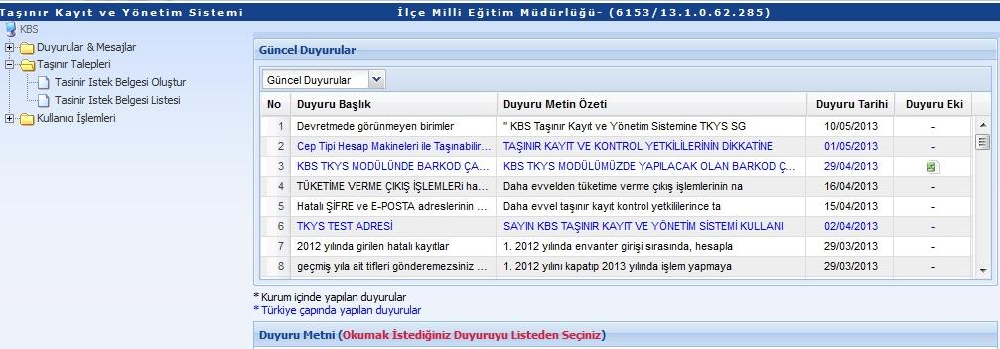 Taşınır Kayıt ve Yönetim Sistemi İlçe Milli Eğitim Müdürlüğü- (6153/13.1.0.62.285)
KBS
Duyurular & Mesajlar
Taşınır Talepleri
Tasinir Istek Belgesi Oluştur
Tasinir Istek Belgesi Listesi
Kullanıcı İşlemleri
Güncel Duyurular
Güncel Duyurular
No Duyuru Başlık Duyuru Metin Özeti Duyuru Tarihi Duyuru Eki
1 Devretmede görünmeyen birimler " KBS Taşınır Kayıt ve Yönetim Sistemine TKYS SG 10/05/2013 -
2 Cep Tipi Hesap Makineleri ile Taşınabilir... TAŞINIR KAYIT VE KONTROL YETKİLİLERİNİN DİKKATİNE 01/05/2013 -
3 KBS TKYS MODÜLÜNDE BARKOD ÇA... KBS TKYS MODÜLÜMÜZDE YAPILACAK OLAN BARKOD Ç... 29/04/2013
4 TÜKETİME VERME ÇIKIŞ İŞLEMLERi ha... Daha evvelden tüketime verme çıkış işlemlerinin na 16/04/2013 -
5 Hatalı ŞİFRE ve E-POSTA adreslerinin ... Daha evvel taşınır kayıt kontrol yetkililerince ta 15/04/2013 -
6 TKYS TEST ADRESİ SAYIN KBS TAŞINIR KAYIT VE YÖNETİM SİSTEMİ KULLANI 02/04/2013 -
7 2012 yılında girilen hatalı kayıtlar 1. 2012 yılında envanter girişi sırasında, hesapla 29/03/2013 -
8 geçmiş yıla ait tifleri gönderemezsiniz ... 1. 2012 yılını kapatıp 2013 yılında işlem yapmaya 29/03/2013 -
* Kurum içinde yapılan duyurular
* Türkiye çapında yapılan duyurular
Duyuru Metni (Okumak İstediğiniz Duyuruyu Listeden Seçiniz)